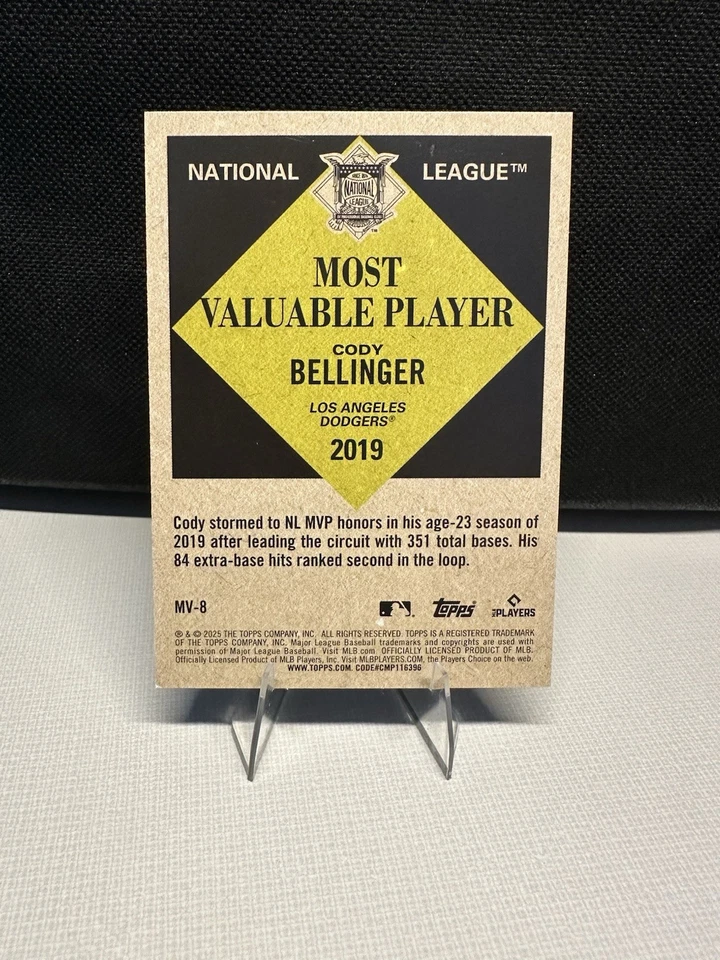 NATIONAL LEAGUE™
NATIONAL
LEAGUE
MOST
VALUABLE PLAYER
CODY
BELLINGER
LOS ANGELES
DODGERS®
2019
Cody stormed to NL MVP honors in his age-23 season of
2019 after leading the circuit with 351 total bases. His
84 extra-base hits ranked second in the loop.
MV-8
topps
MLB PLAYERS
® & © 2025 THE TOPPS COMPANY, INC. ALL RIGHTS RESERVED. TOPPS IS A REGISTERED TRADEMARK
OF THE TOPPS COMPANY, INC. Major League Baseball trademarks and copyrights are used with
permission of Major League Baseball. Visit MLB.com. OFFICIALLY LICENSED PRODUCT OF MLB.
Officially Licensed Product of MLB Players, Inc. Visit MLBPLAYERS.COM, the Players Choice on the web.
WWW.TOPPS.COM. CODE#CMP116396